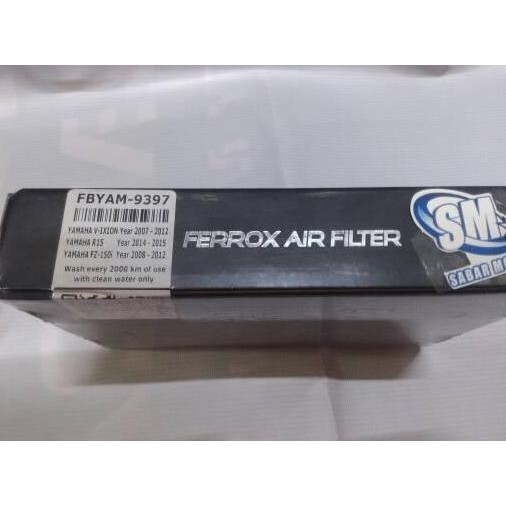 FBYAM-9397
YAMAHA V-IXION Year 2007 - 2012
YAMAHA R15 Year 2014 - 2015
YAMAHA FZ-150i Year 2008 - 2012
Wash every 2000 km of use
with clean water only
FERROX AIR FILTER
SM
SABAR